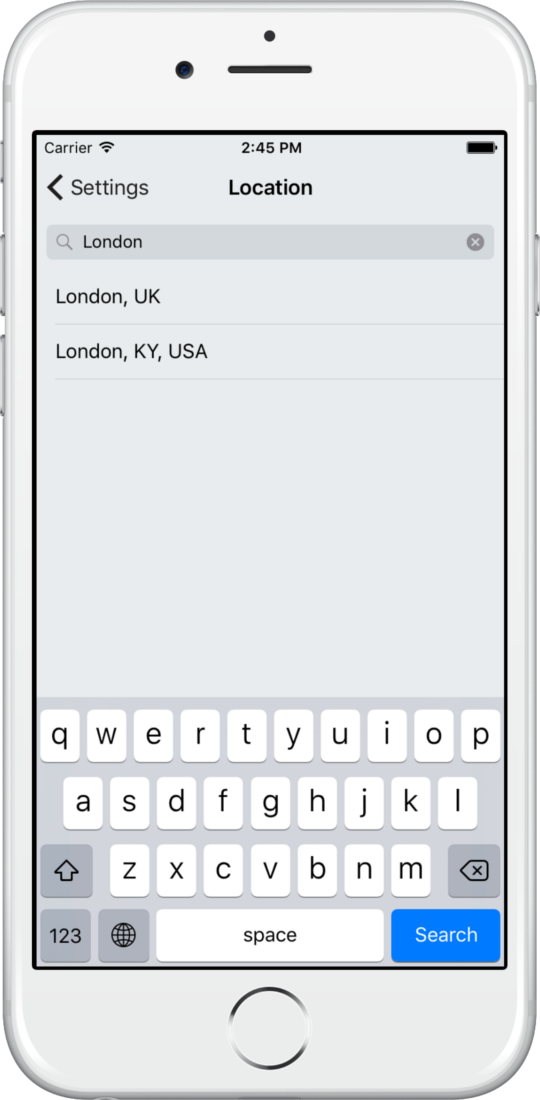 Carrier 2:45 PM
Settings Location
London
London, UK
London, KY, USA
q w e r t y u i o p
a s d f g h j k l
z x c v b n m
123 space Search